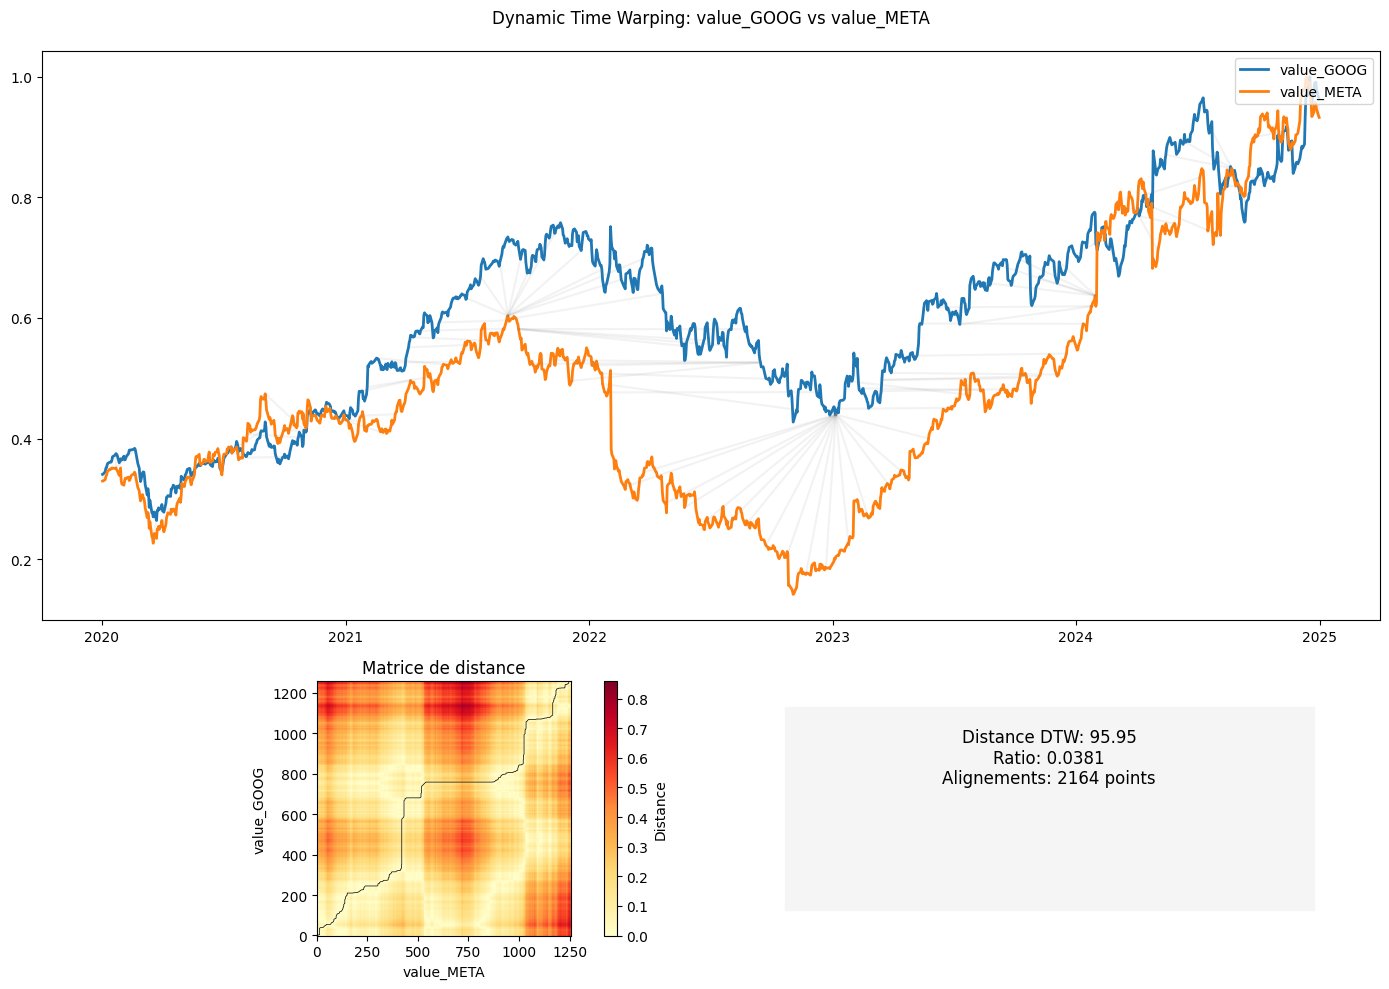 Dynamic Time Warping: value_GOOG vs value_META
value_GOOG
value_META
1.0
0.8
0.6
0.4
0.2
2020 2021 2022 2023 2024 2025
Matrice de distance
value_GOOG
1200
1000
800
600
400
200
0
0 250 500 750 1000 1250
value_META
0.8
0.7
0.6
0.5
0.4
0.3
0.2
0.1
0.0
Distance
Distance DTW: 95.95
Ratio: 0.0381
Alignements: 2164 points